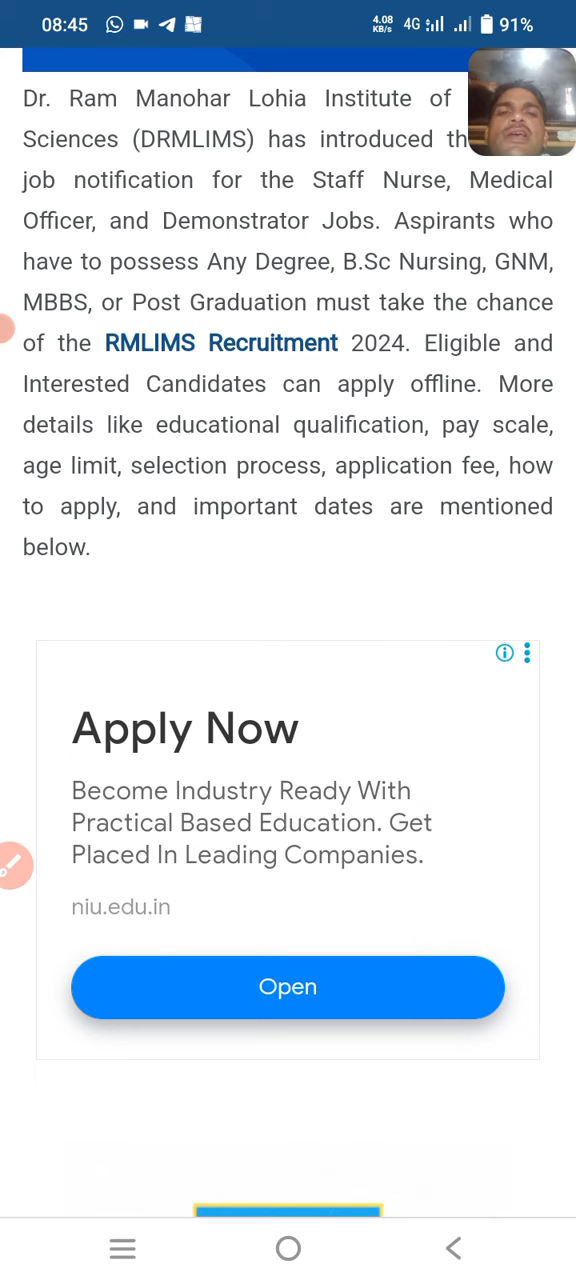 08:45
4.08 KB/s 4G 91%
Dr. Ram Manohar Lohia Institute of
Sciences (DRMLIMS) has introduced th
job notification for the Staff Nurse, Medical
Officer, and Demonstrator Jobs. Aspirants who
have to possess Any Degree, B.Sc Nursing, GNM,
MBBS, or Post Graduation must take the chance
of the RMLIMS Recruitment 2024. Eligible and
Interested Candidates can apply offline. More
details like educational qualification, pay scale,
age limit, selection process, application fee, how
to apply, and important dates are mentioned
below.
Apply Now
Become Industry Ready With
Practical Based Education. Get
Placed In Leading Companies.
niu.edu.in
Open